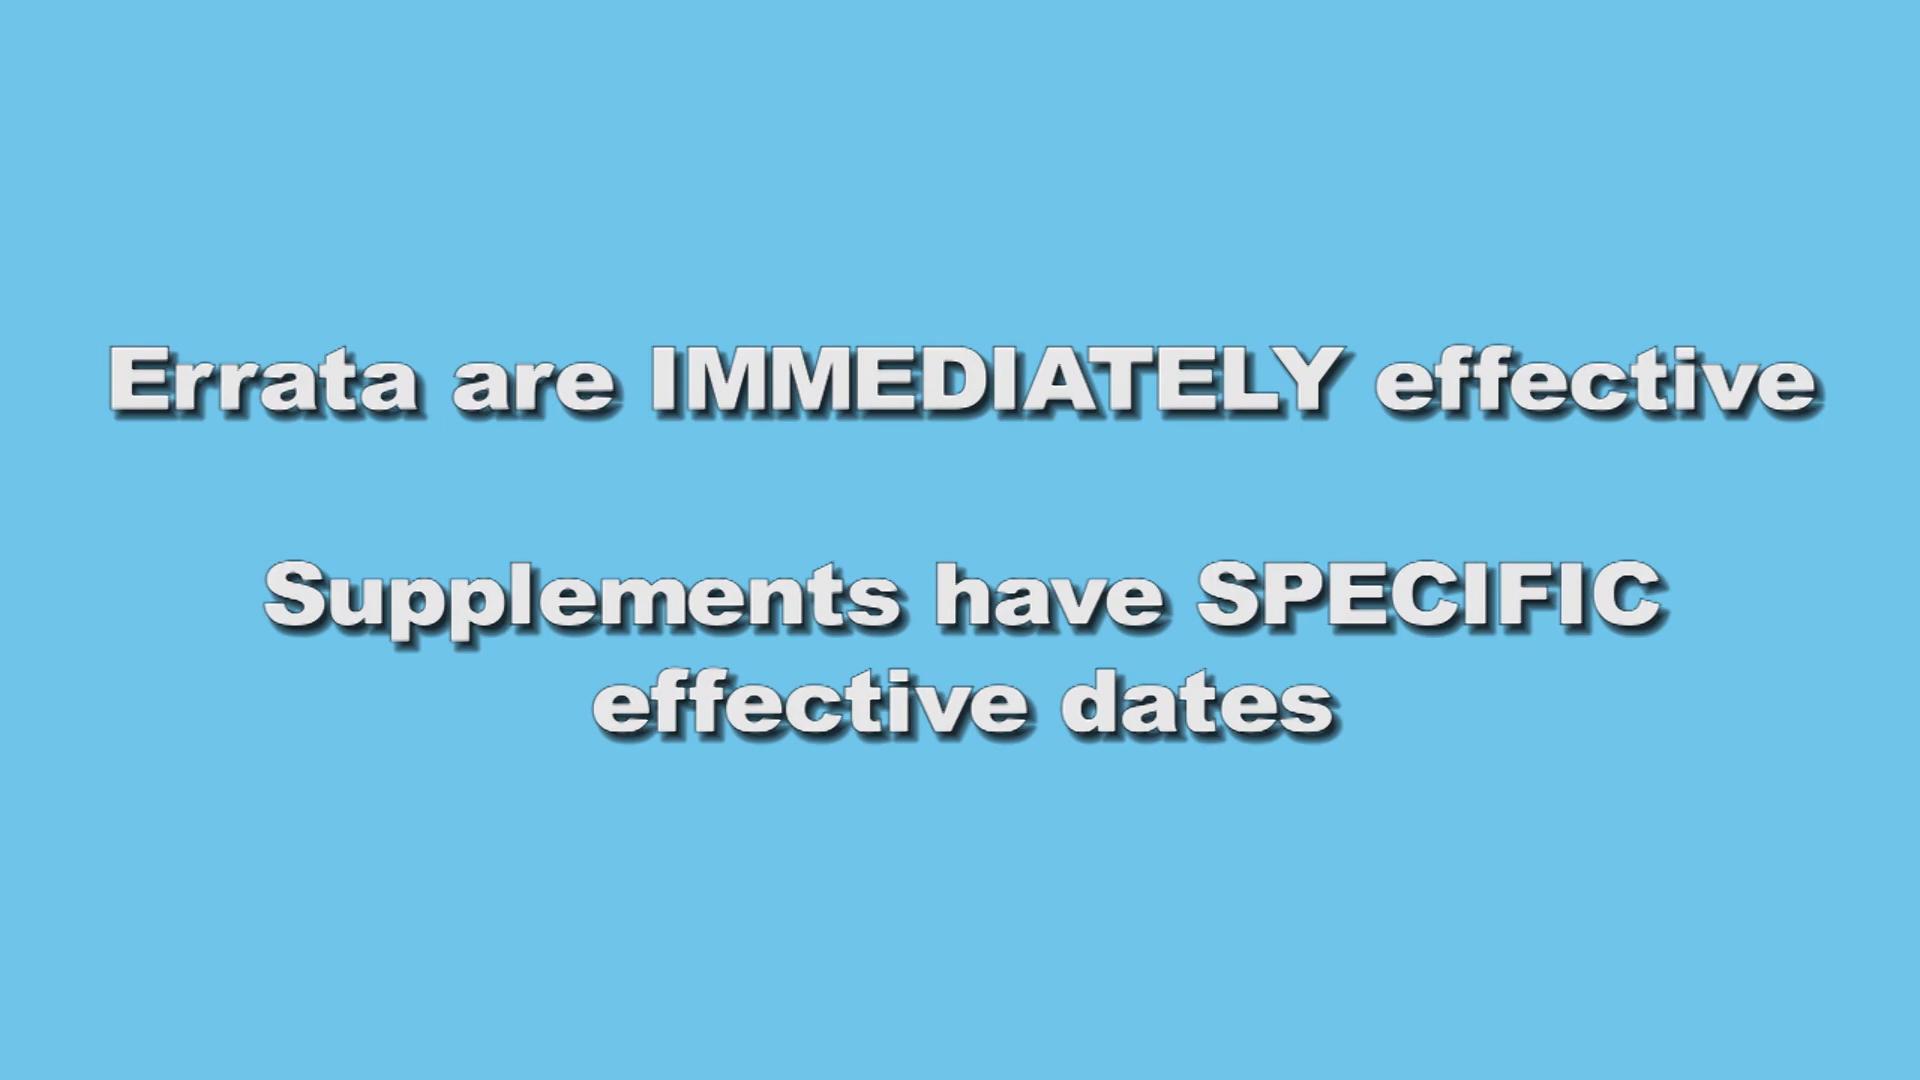 Errata are IMMEDIATELY effective
Supplements have SPECIFIC
effective dates